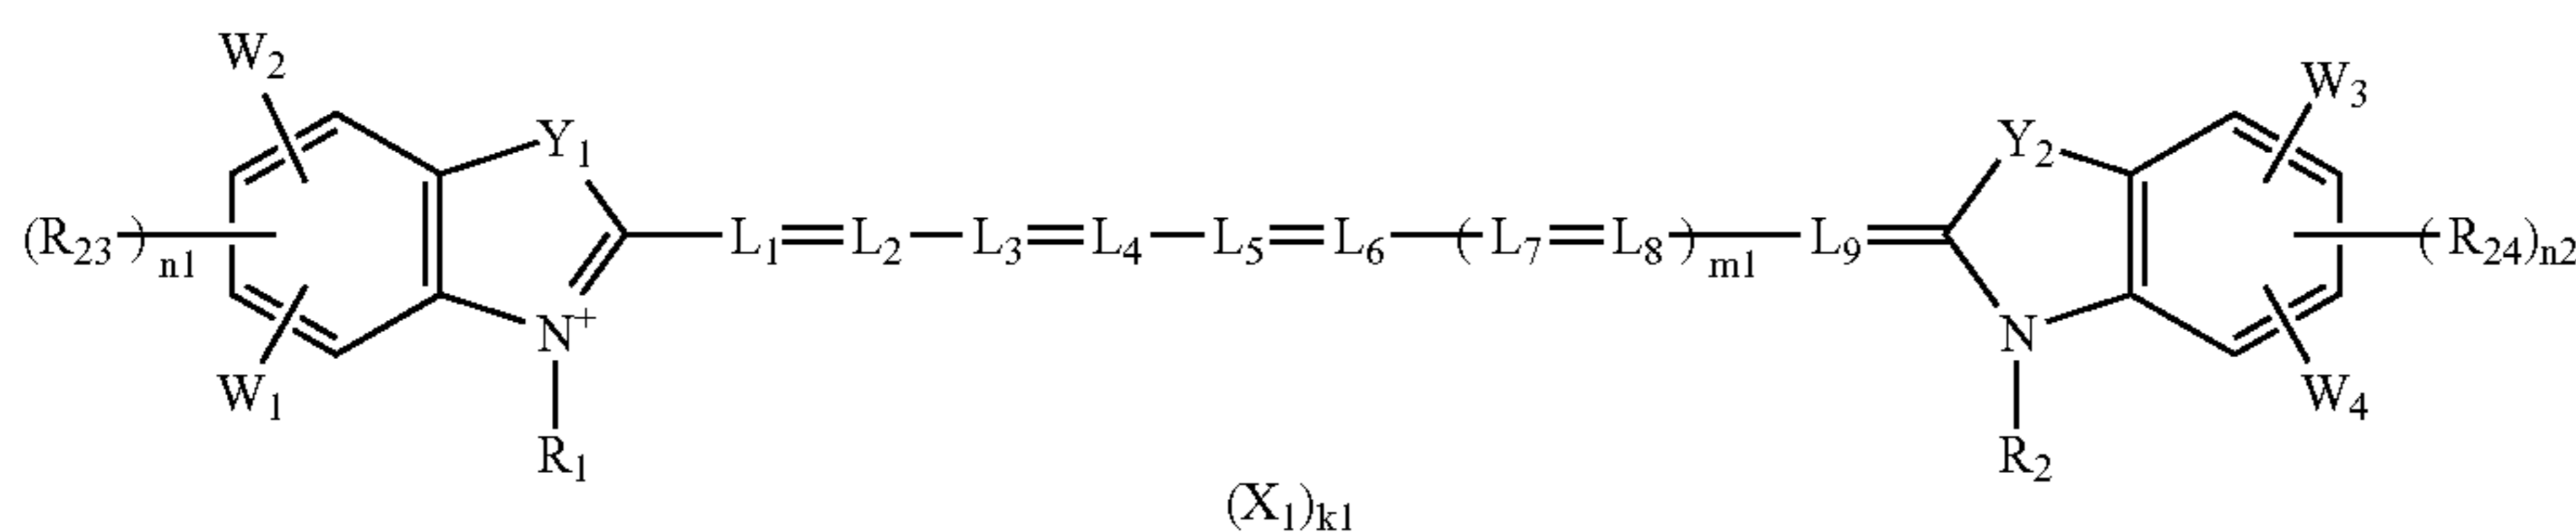 W2 W3
Y1 Y2
(R23)n1 L1=L2—L3=L4—L5=L6—(L7=L8)m1—L9 (R24)n2
N+ N
W1 W4
R1 R2
(X1)k1